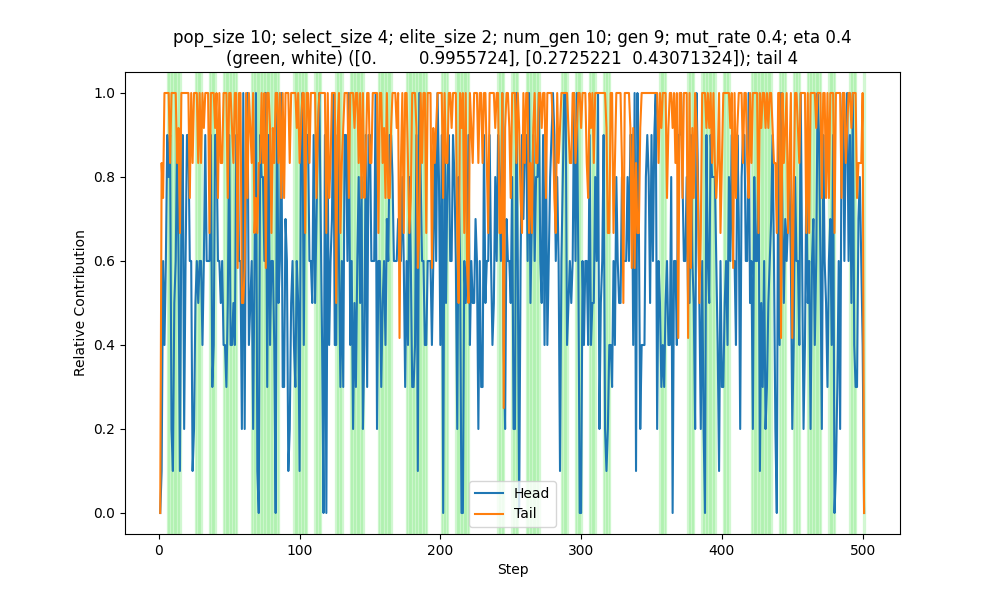 pop_size 10; select_size 4; elite_size 2; num_gen 10; gen 9; mut_rate 0.4; eta 0.4
(green, white) ([0.        0.9955724], [0.2725221  0.43071324]); tail 4
1.0
0.8
0.6
0.4
0.2
0.0
Relative Contribution
Head
Tail
0
100
200
300
400
500
Step